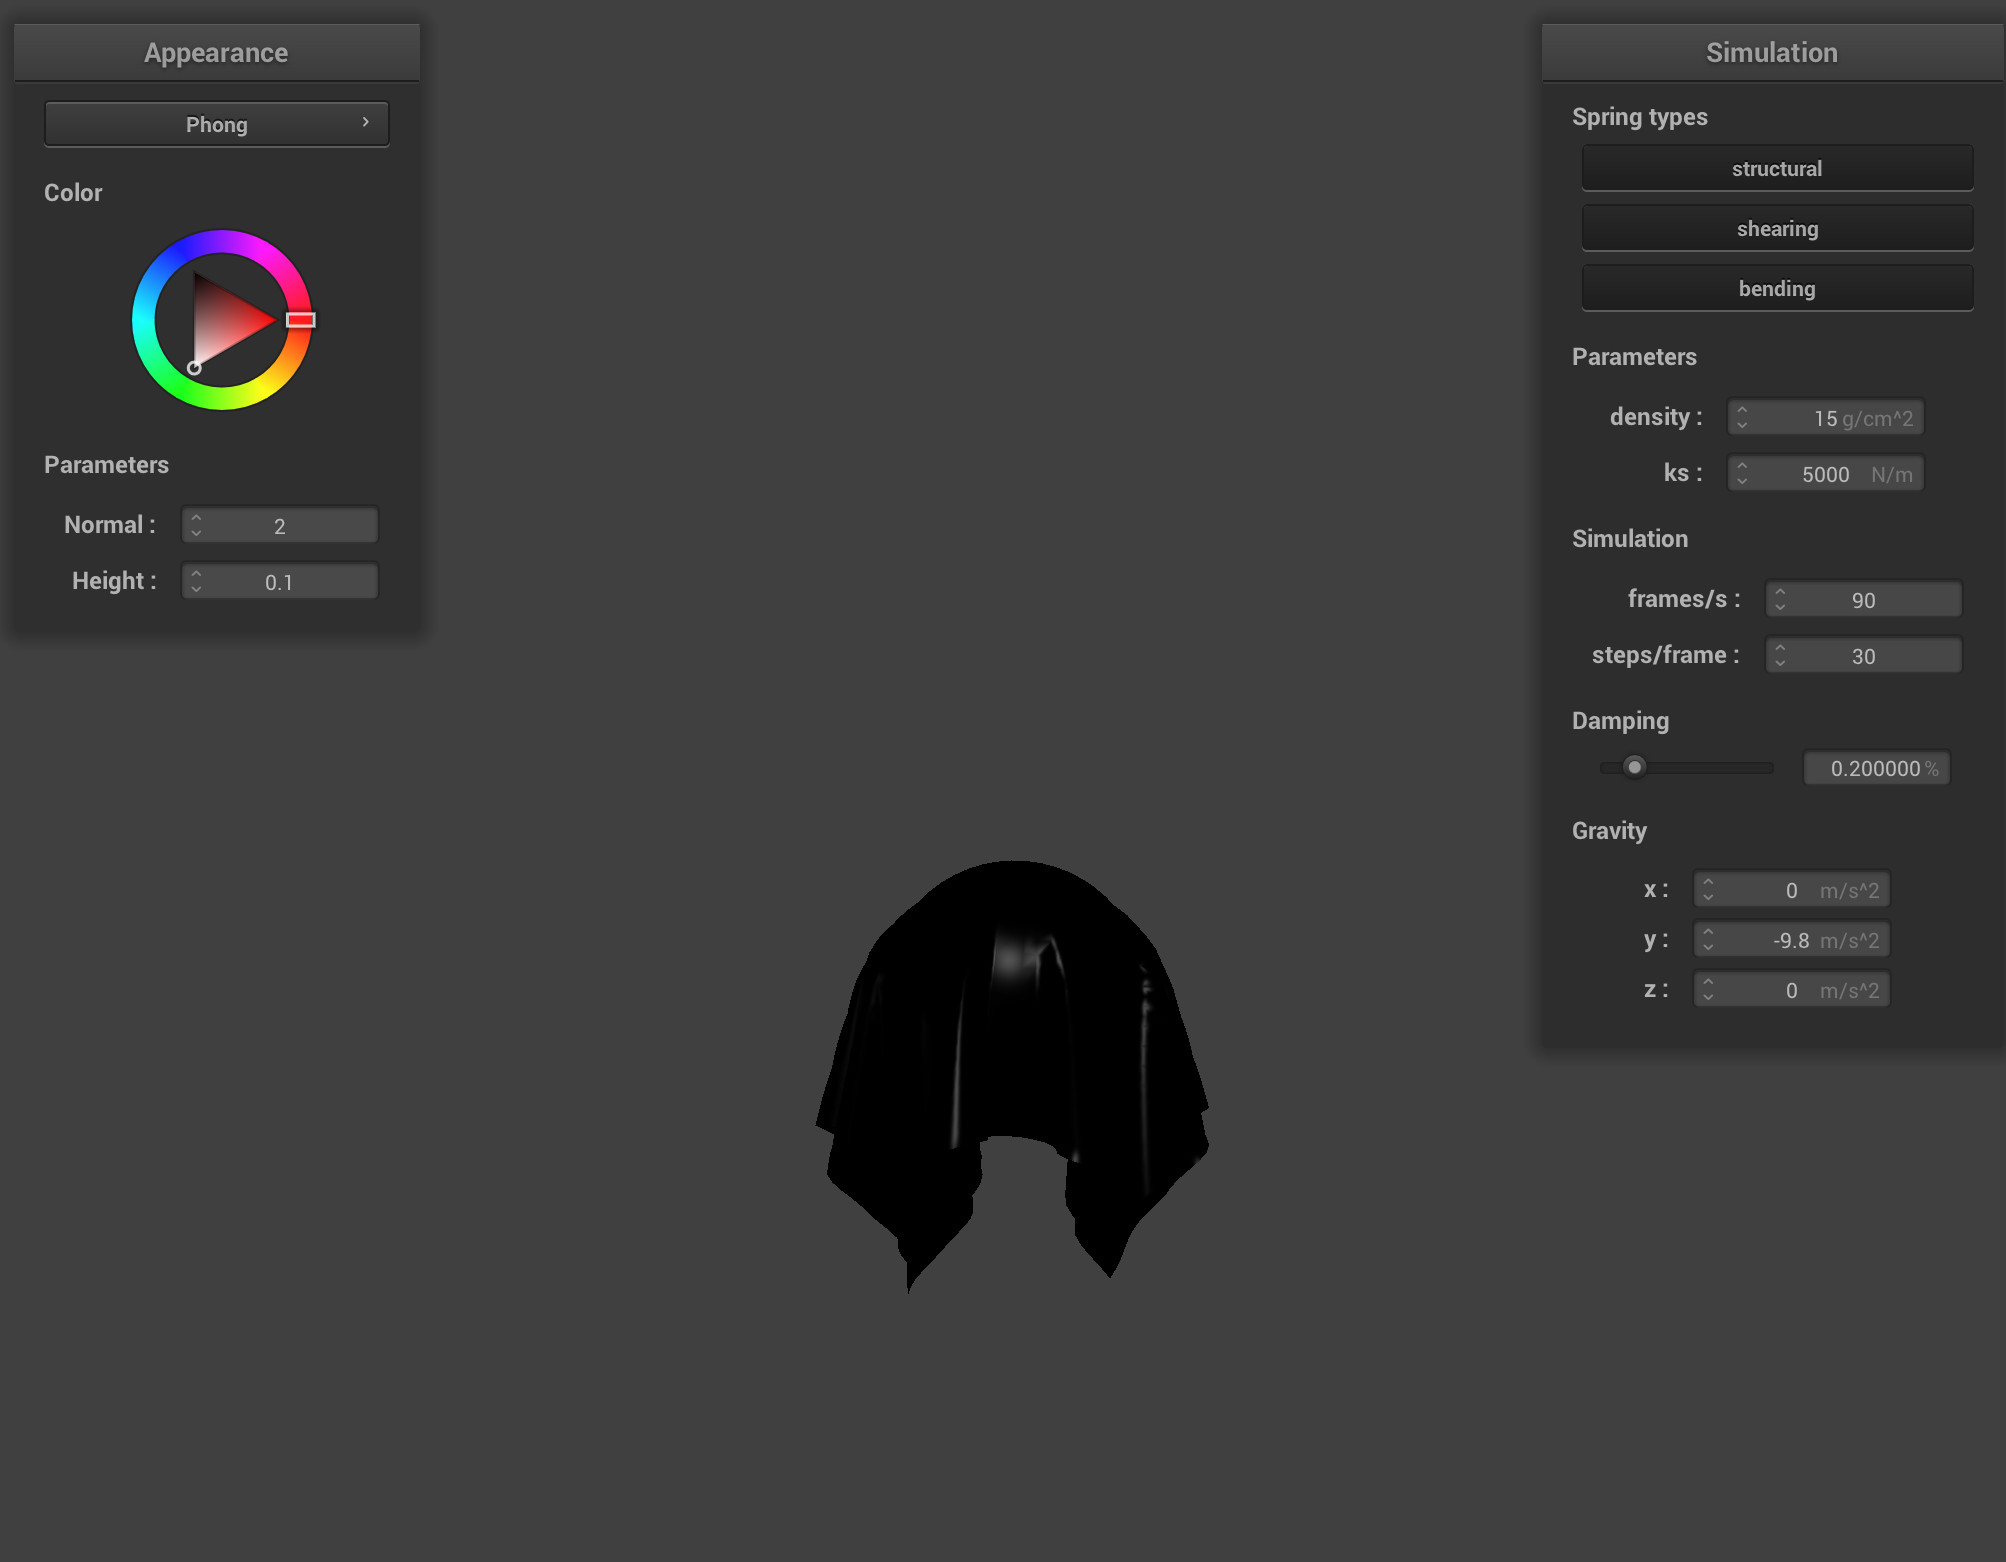 Appearance
Phong
Color
Parameters
Normal : 2
Height : 0.1
Simulation
Spring types
structural
shearing
bending
Parameters
density : 15 g/cm^2
ks : 5000 N/m
Simulation
frames/s : 90
steps/frame : 30
Damping
0.200000 %
Gravity
x : 0 m/s^2
y : -9.8 m/s^2
z : 0 m/s^2